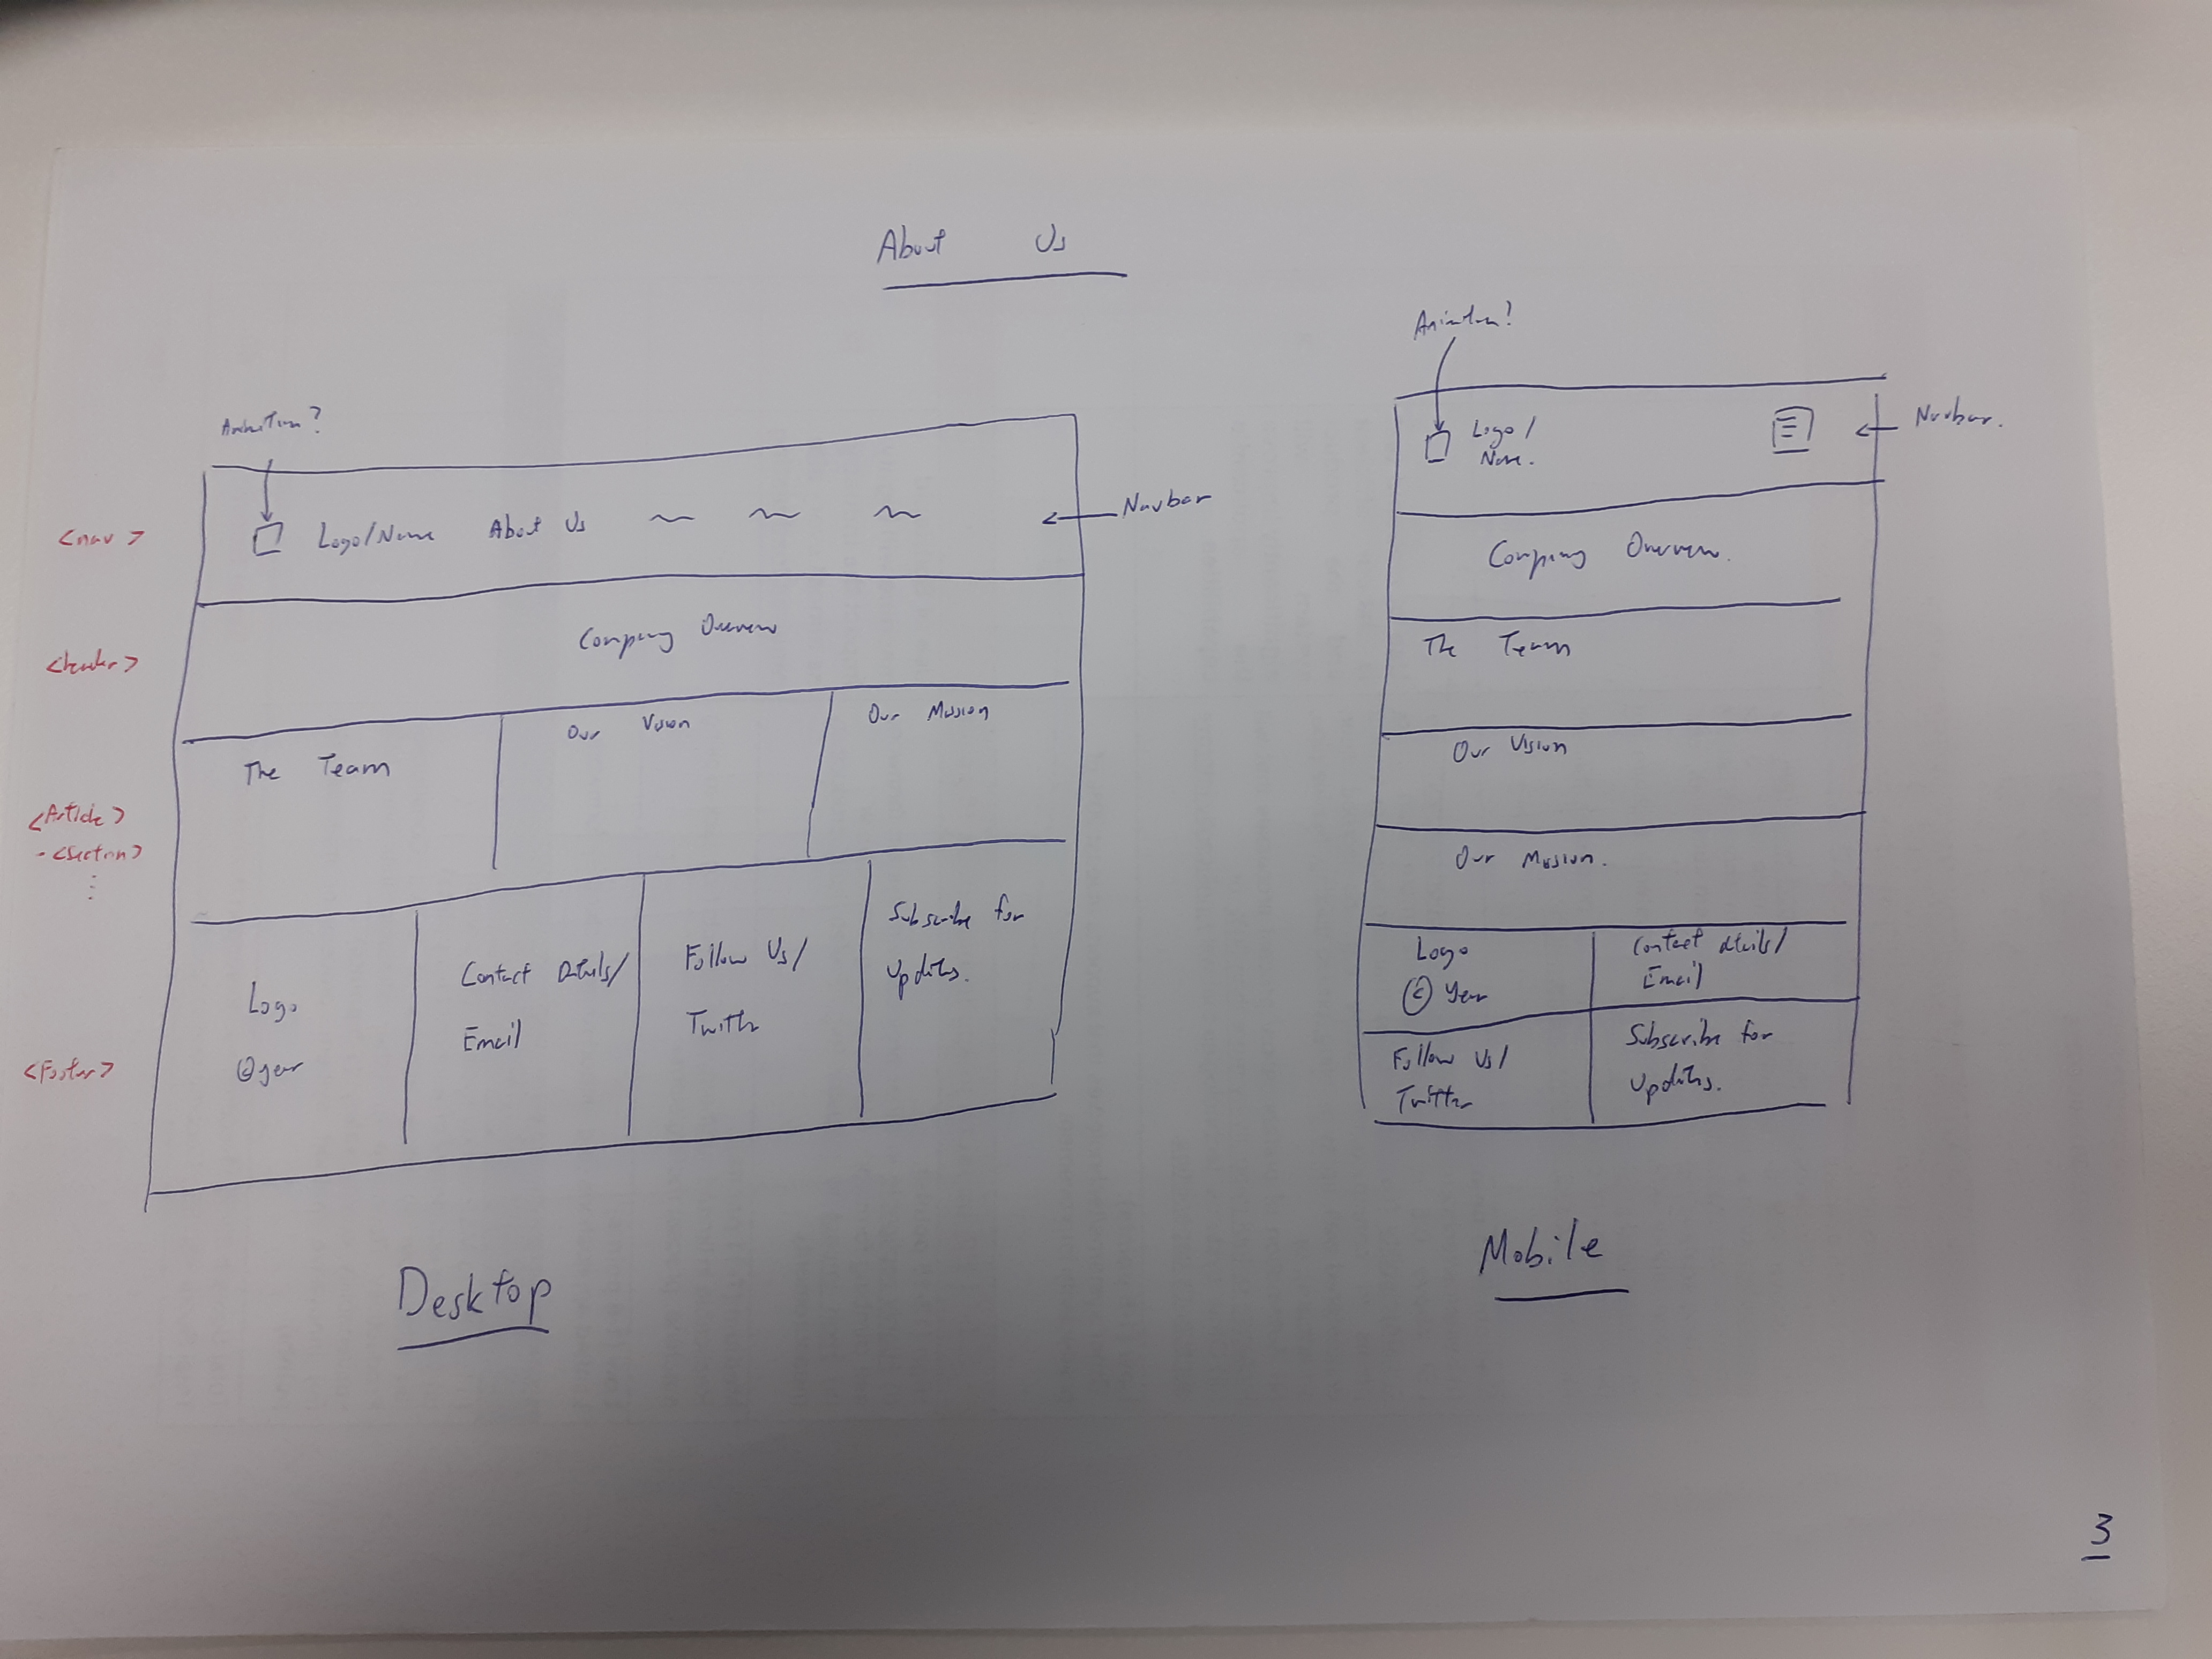 About Us
Animation?
<nav>
Logo/Name About Us
Navbar
<header>
Company Overview
The Team
Our Vision
Our Mission
<Article>
- <Section>
<Footer>
Logo
© year
Contact Details/
Email
Follow Us/
Twitter
Subscribe for
updates.
Desktop
Animation?
Logo/
Name.
Navbar.
Company Overview.
The Team
Our Vision
Our Mission.
Logo
© year
Contact details/
Email
Follow Us/
Twitter
Subscribe for
updates.
Mobile
3